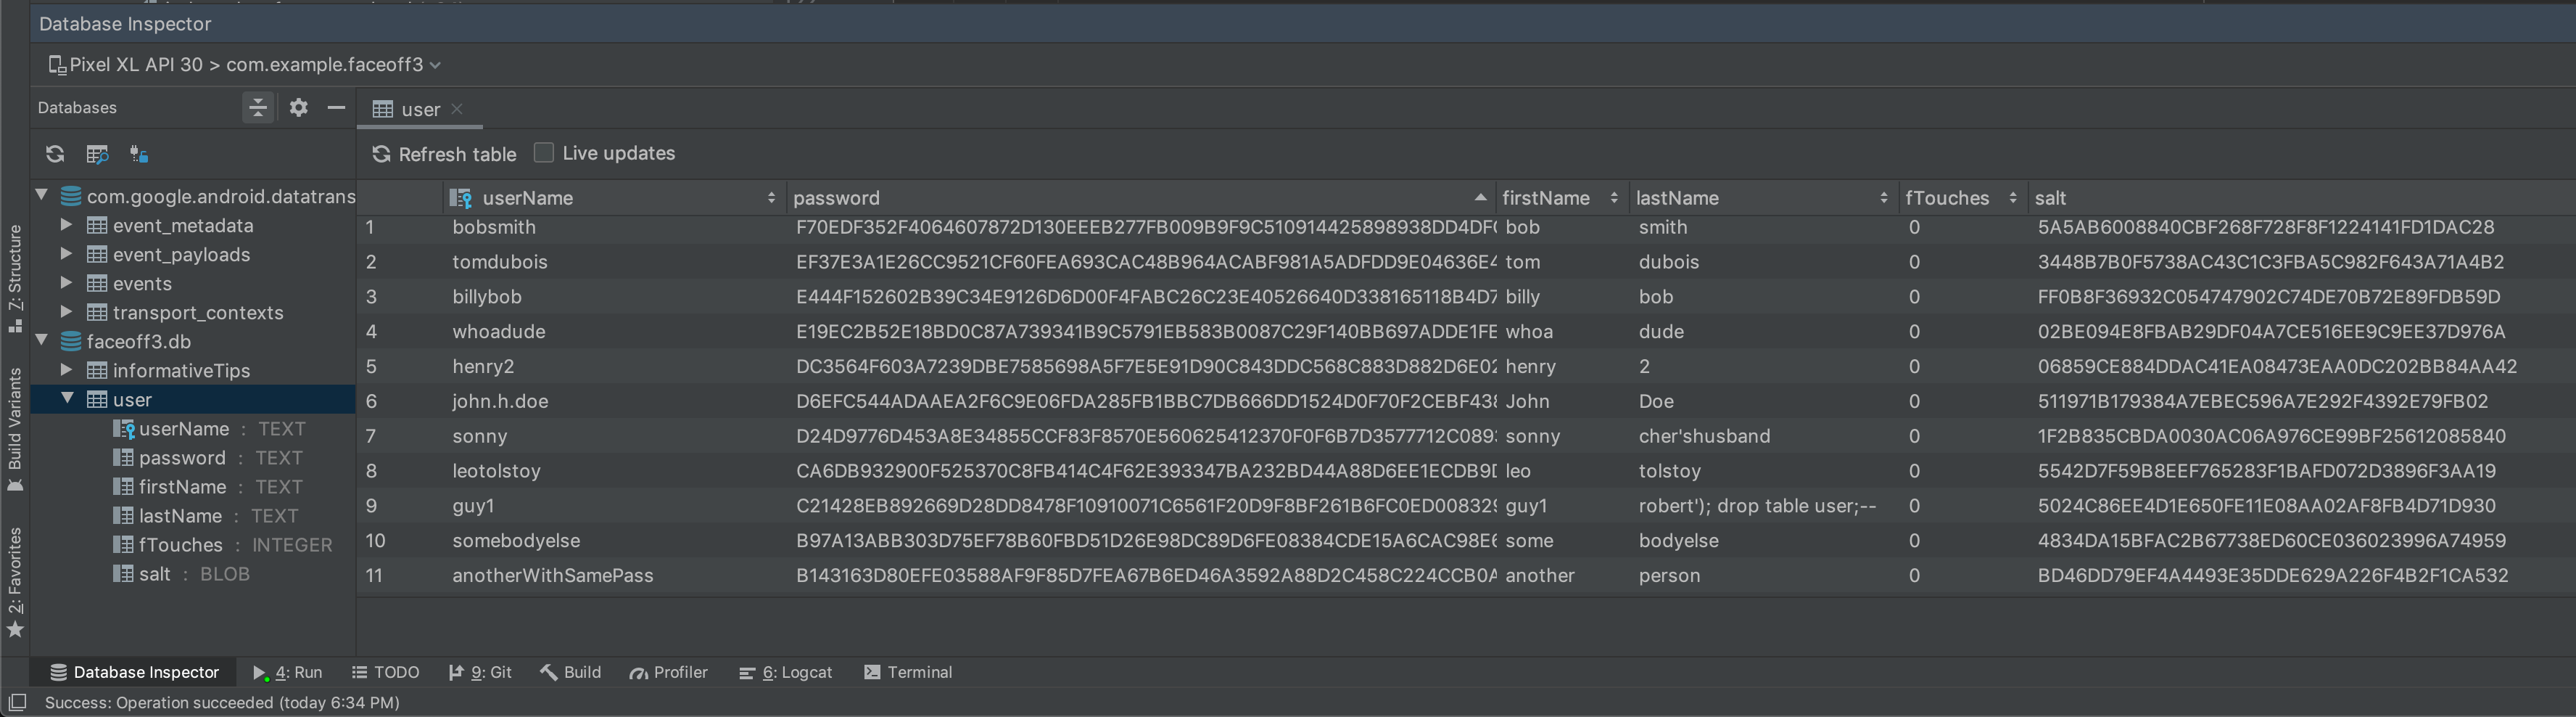 Database Inspector
Pixel XL API 30 > com.example.faceoff3
Databases
user
Refresh table
Live updates
com.google.android.datatrans
event_metadata
event_payloads
events
transport_contexts
faceoff3.db
informativeTips
user
userName : TEXT
password : TEXT
firstName : TEXT
lastName : TEXT
fTouches : INTEGER
salt : BLOB
userName password firstName lastName fTouches salt
1 bobsmith F70EDF352F4064607872D130EEEB277FB009B9F9C510914425898938DD4DF bob smith 0 5A5AB6008840CBF268F728F8F1224141FD1DAC28
2 tomdubois EF37E3A1E26CC9521CF60FEA693CAC48B964ACABF981A5ADFDD9E04636E4 tom dubois 0 3448B7B0F5738AC43C1C3FBA5C982F643A71A4B2
3 billybob E444F152602B39C34E9126D6D00F4FABC26C23E40526640D338165118B4D7 billy bob 0 FF0B8F36932C054747902C74DE70B72E89FDB59D
4 whoadude E19EC2B52E18BD0C87A739341B9C5791EB583B0087C29F140BB697ADDE1FE whoa dude 0 02BE094E8FBAB29DF04A7CE516EE9C9EE37D976A
5 henry2 DC3564F603A7239DBE7585698A5F7E5E91D90C843DDC568C883D882D6E02 henry 2 0 06859CE884DDAC41EA08473EAA0DC202BB84AA42
6 john.h.doe D6EFC544ADAAEA2F6C9E06FDA285FB1BBC7DB666DD1524D0F70F2CEBF438 John Doe 0 511971B179384A7EBEC596A7E292F4392E79FB02
7 sonny D24D9776D453A8E34855CCF83F8570E560625412370F0F6B7D3577712C089 sonny cher'shusband 0 1F2B835CBDA0030AC06A976CE99BF25612085840
8 leotolstoy CA6DB932900F525370C8FB414C4F62E393347BA232BD44A88D6EE1ECDB9 leo tolstoy 0 5542D7F59B8EEF765283F1BAFD072D3896F3AA19
9 guy1 C21428EB892669D28DD8478F10910071C6561F20D9F8BF261B6FC0ED008329 guy1 robert'); drop table user;-- 0 5024C86EE4D1E650FE11E08AA02AF8FB4D71D930
10 somebodyelse B97A13ABB303D75EF78B60FBD51D26E98DC89D6FE08384CDE15A6CAC98E6 some bodyelse 0 4834DA15BFAC2B67738ED60CE036023996A74959
11 anotherWithSamePass B143163D80EFE03588AF9F85D7FEA67B6ED46A3592A88D2C458C224CCB0A another person 0 BD46DD79EF4A4493E35DDE629A226F4B2F1CA532
7: Structure
Build Variants
2: Favorites
Database Inspector 4: Run TODO 9: Git Build Profiler 6: Logcat Terminal
Success: Operation succeeded (today 6:34 PM)